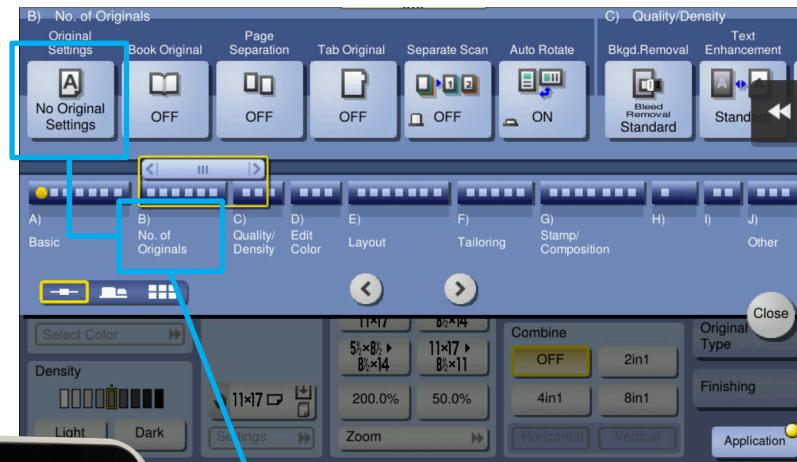 B) No. of Originals
C) Quality/Density
Original Settings
Book Original
Page Separation
Tab Original
Separate Scan
Auto Rotate
Bkgd.Removal
Text Enhancement
No Original Settings
OFF
OFF
OFF
OFF
ON
Bleed Removal
Standard
Standard
A)
Basic
B)
No. of
Originals
C)
Quality/
Density
D)
Edit
Color
E)
Layout
F)
Tailoring
G)
Stamp/
Composition
H)
I)
J)
Other
Close
Select Color
Density
Light
Dark
11×17
Settings
11×17
8½×14
5½×8½ ▸
8½×14
11×17 ▸
8½×11
200.0%
50.0%
Zoom
Combine
OFF
2in1
4in1
8in1
Horizontal
Vertical
Original
Type
Finishing
Application